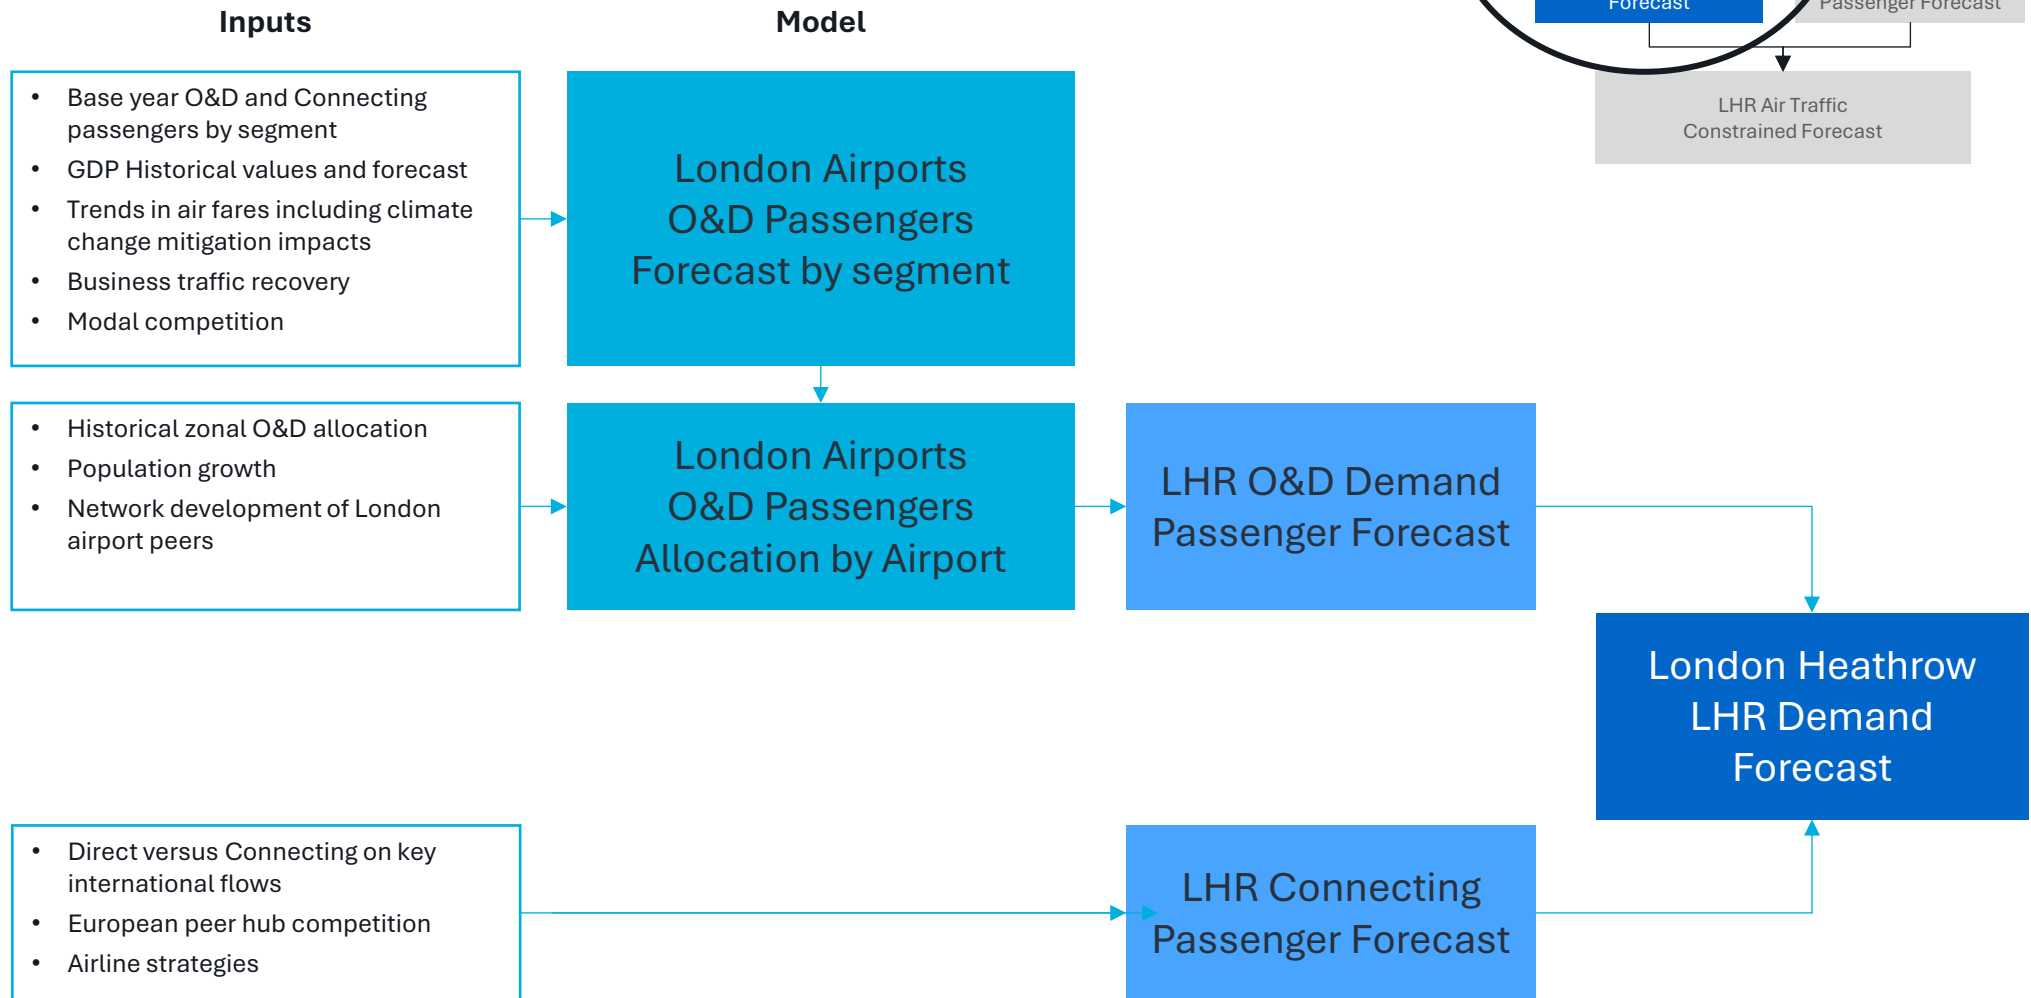 Inputs
Model
Forecast
Passenger Forecast
LHR Air Traffic
Constrained Forecast
• Base year O&D and Connecting
passengers by segment
• GDP Historical values and forecast
• Trends in air fares including climate
change mitigation impacts
• Business traffic recovery
• Modal competition
London Airports
O&D Passengers
Forecast by segment
• Historical zonal O&D allocation
• Population growth
• Network development of London
airport peers
London Airports
O&D Passengers
Allocation by Airport
LHR O&D Demand
Passenger Forecast
London Heathrow
LHR Demand
Forecast
• Direct versus Connecting on key
international flows
• European peer hub competition
• Airline strategies
LHR Connecting
Passenger Forecast